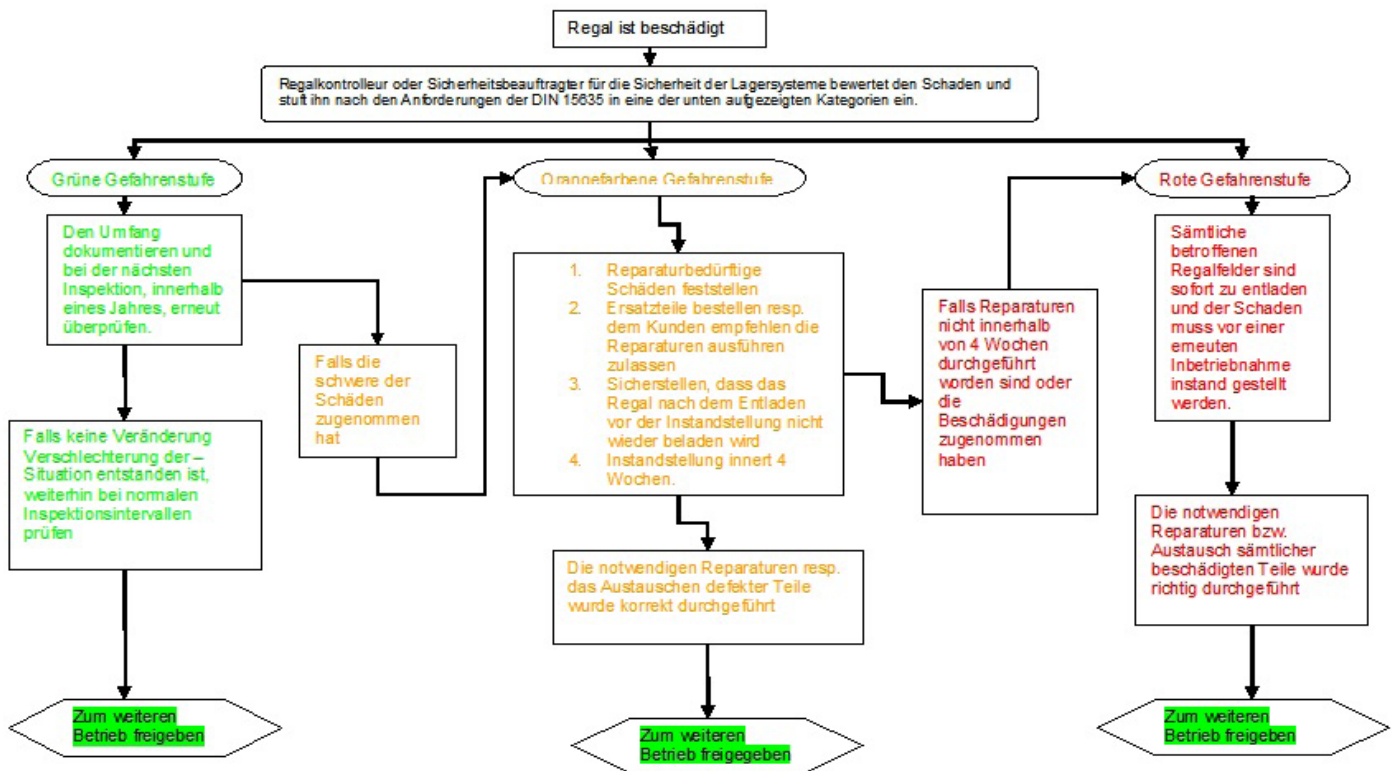 Regal ist beschädigt
Regalkontrolleur oder Sicherheitsbeauftragter für die Sicherheit der Lagersysteme bewertet den Schaden und
stuft ihn nach den Anforderungen der DIN 15635 in eine der unten aufgezeigten Kategorien ein.
Grüne Gefahrenstufe
Den Umfang
dokumentieren und
bei der nächsten
Inspektion, innerhalb
eines Jahres, erneut
überprüfen.
Falls keine Veränderung
Verschlechterung der –
Situation entstanden ist,
weiterhin bei normalen
Inspektionsintervallen
prüfen
Zum weiteren
Betrieb freigeben
Falls die
schwere der
Schäden
zugenommen
hat
Orangefarbene Gefahrenstufe
1. Reparaturbedürftige
Schäden feststellen
2. Ersatzteile bestellen resp.
dem Kunden empfehlen die
Reparaturen ausführen
zulassen
3. Sicherstellen, dass das
Regal nach dem Entladen
vor der Instandstellung nicht
wieder beladen wird
4. Instandstellung innert 4
Wochen.
Die notwendigen Reparaturen resp.
das Austauschen defekter Teile
wurde korrekt durchgeführt
Zum weiteren
Betrieb freigegeben
Falls Reparaturen
nicht innerhalb
von 4 Wochen
durchgeführt
worden sind oder
die
Beschädigungen
zugenommen
haben
Rote Gefahrenstufe
Sämtliche
betroffenen
Regalfelder sind
sofort zu entladen
und der Schaden
muss vor einer
erneuten
Inbetriebnahme
instand gestellt
werden.
Die notwendigen
Reparaturen bzw.
Austausch sämtlicher
beschädigten Teile wurde
richtig durchgeführt
Zum weiteren
Betrieb freigeben